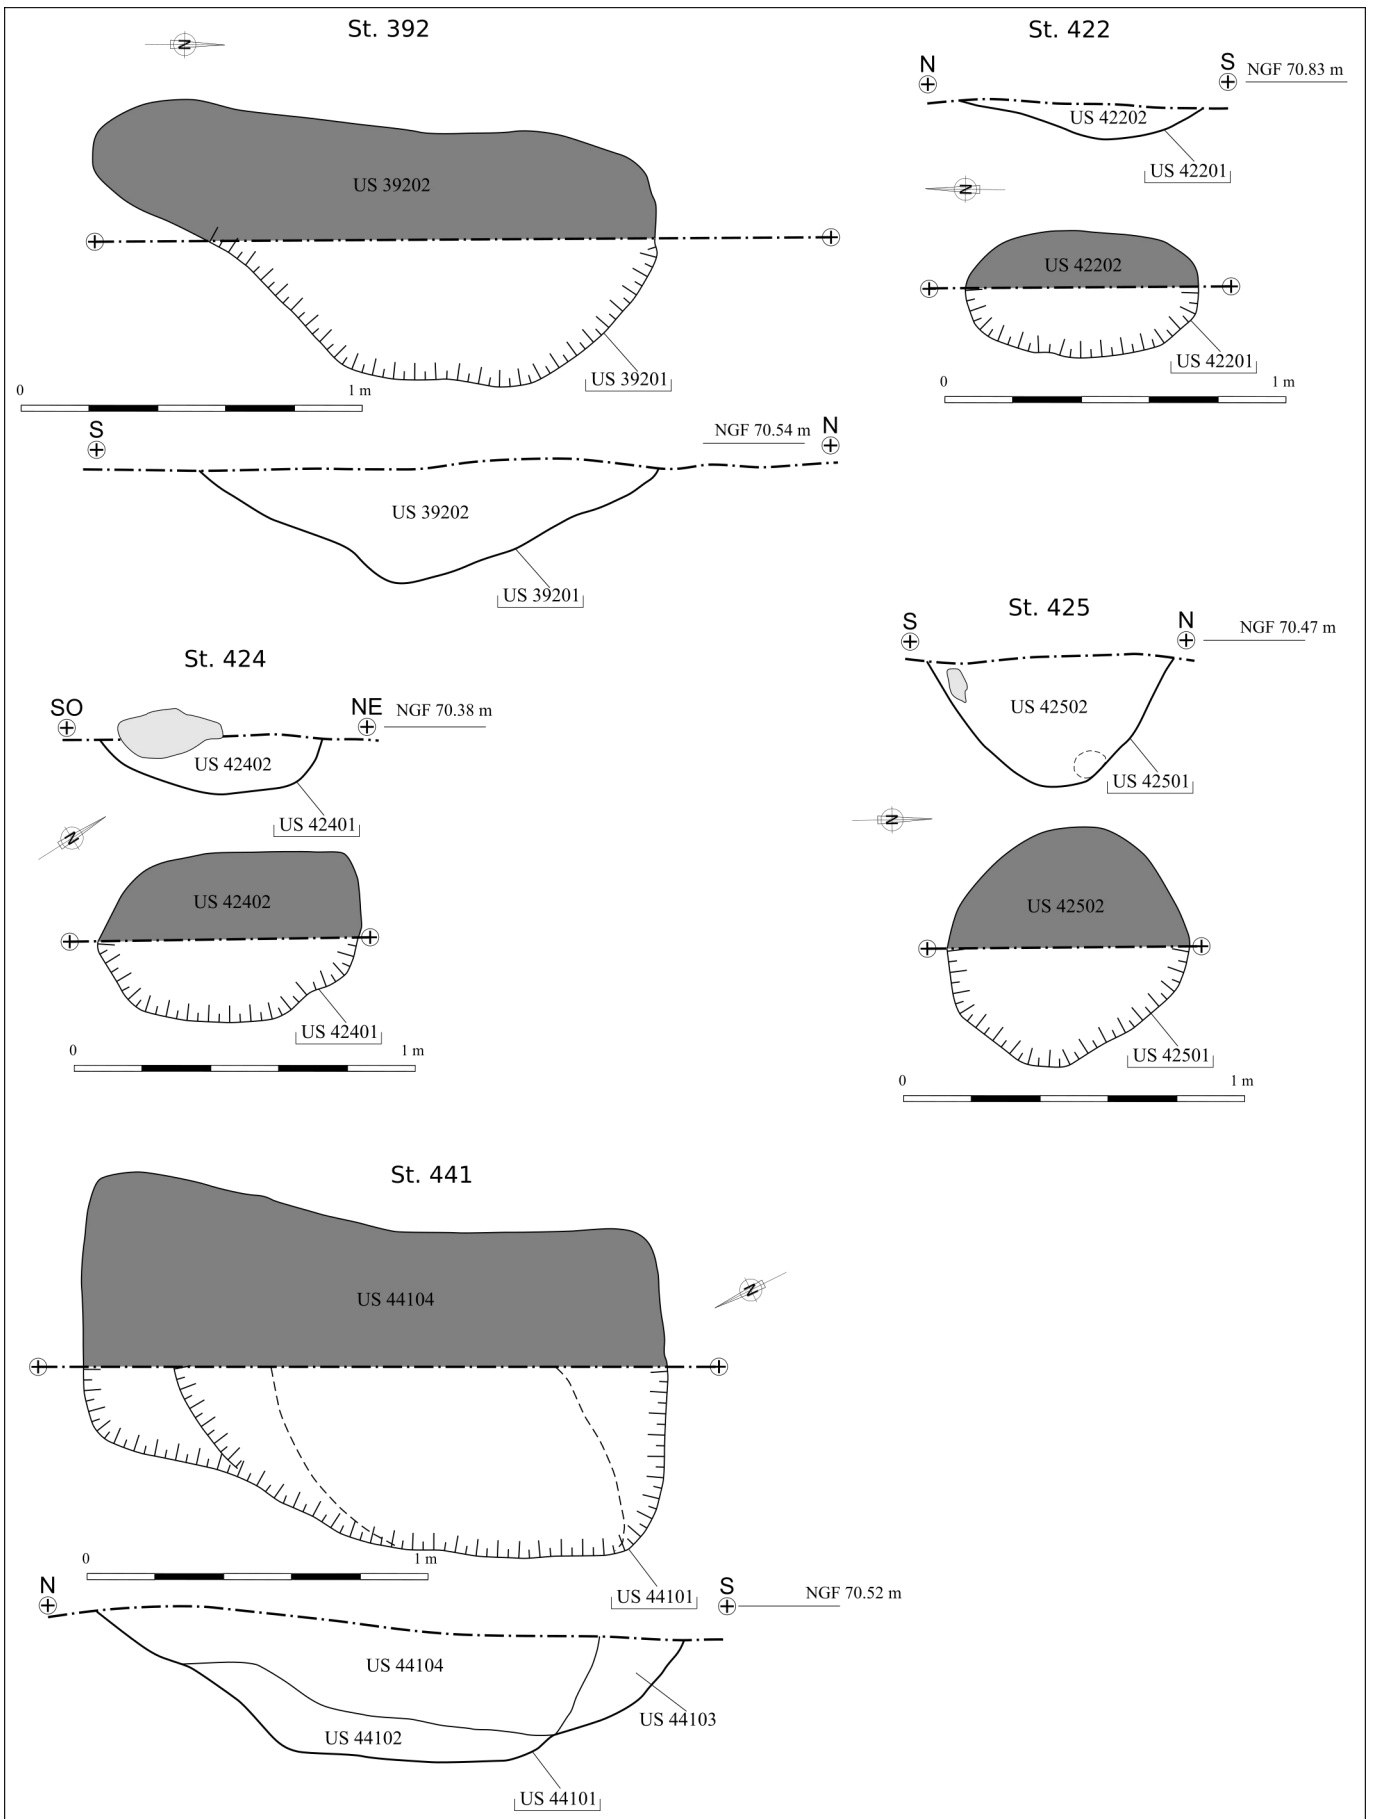 St. 392
N
US 39202
US 39201
0 1 m
S N
NGF 70.54 m
US 39202
US 39201
St. 422
N S
NGF 70.83 m
US 42202
US 42201
N
US 42202
US 42201
0 1 m
St. 424
SO NE
NGF 70.38 m
US 42402
US 42401
N
US 42402
US 42401
0 1 m
St. 425
S N
NGF 70.47 m
US 42502
US 42501
N
US 42502
US 42501
0 1 m
St. 441
N
US 44104
US 44101
0 1 m
N S
NGF 70.52 m
US 44104
US 44103
US 44102
US 44101